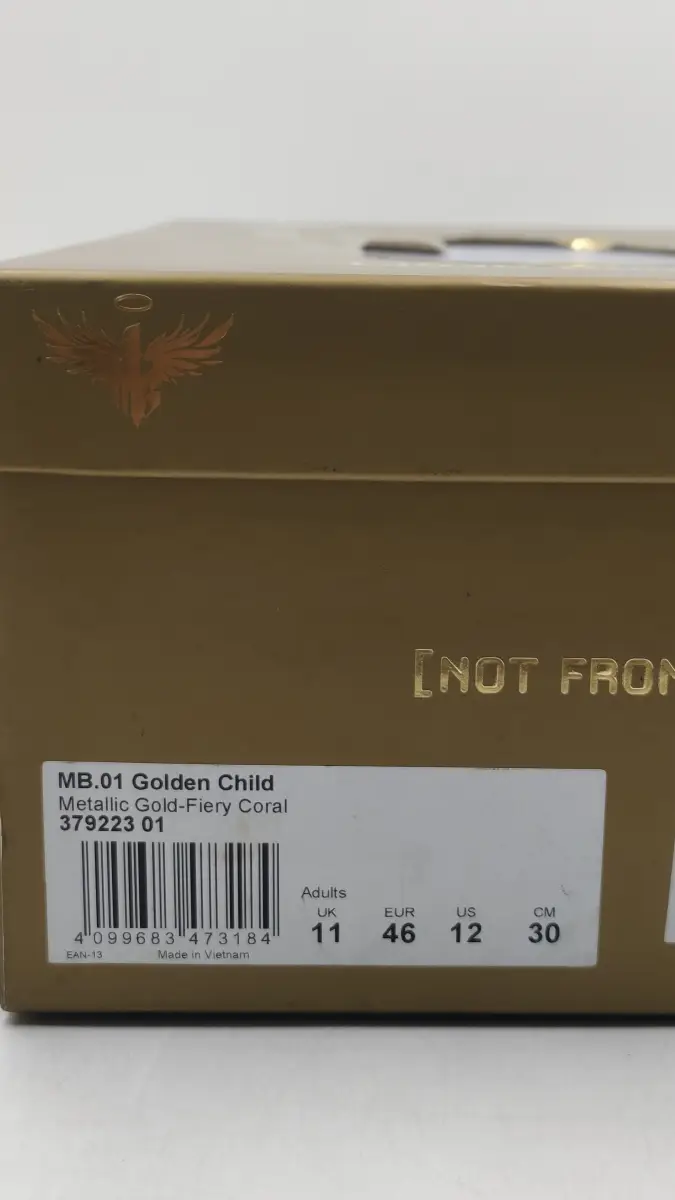 [NOT FROM
MB.01 Golden Child
Metallic Gold-Fiery Coral
379223 01
Adults
UK EUR US CM
11 46 12 30
4 099683 473184
EAN-13 Made in Vietnam